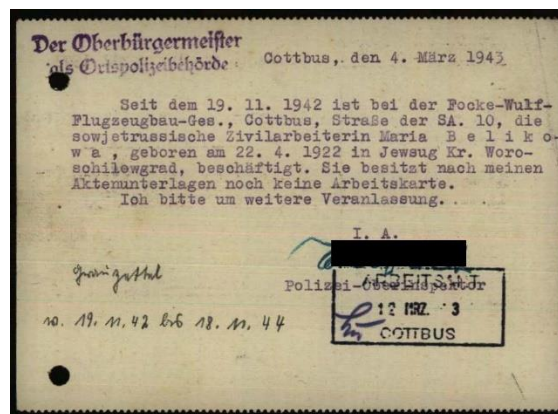 Der Oberbürgermeister
als Ortspolizeibehörde
Cottbus, den 4. März 1943
Seit dem 19. 11. 1942 ist bei der Focke-Wulf-
Flugzeugbau-Ges., Cottbus, Straße der SA. 10, die
sowjetrussische Zivilarbeiterin Maria B e l i k o-
w a , geboren am 22. 4. 1922 in Jewsug Kr. Woro-
schilewgrad, beschäftigt. Sie besitzt nach meinen
Aktenunterlagen noch keine Arbeitskarte.
Ich bitte um weitere Veranlassung.
I. A.
Polizei-Oberinspektor
ARBEITSAMT
12 MRZ. 3
COTTBUS
Grauzettel
v. 19. 11. 42 bis 18. 11. 44